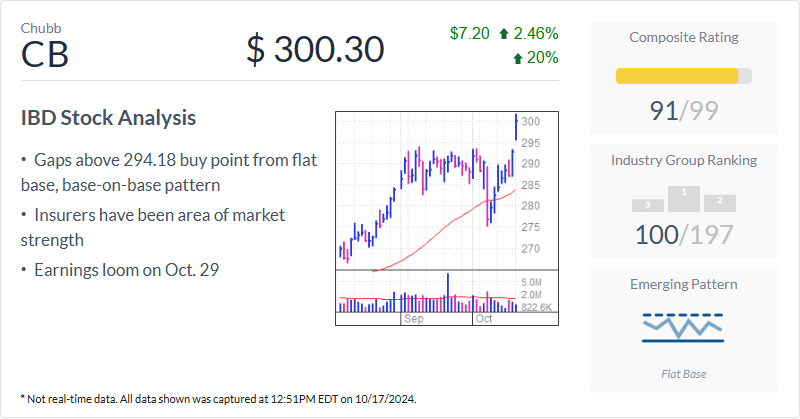 Chubb
CB
$ 300.30
$7.20 2.46%
20%
IBD Stock Analysis
• Gaps above 294.18 buy point from flat
base, base-on-base pattern
• Insurers have been area of market
strength
• Earnings loom on Oct. 29
300
295
290
285
280
275
270
5.0M
2.0M
822.6K
Sep
Oct
Composite Rating
91/99
Industry Group Ranking
3
1
2
100/197
Emerging Pattern
Flat Base
* Not real-time data. All data shown was captured at 12:51PM EDT on 10/17/2024.